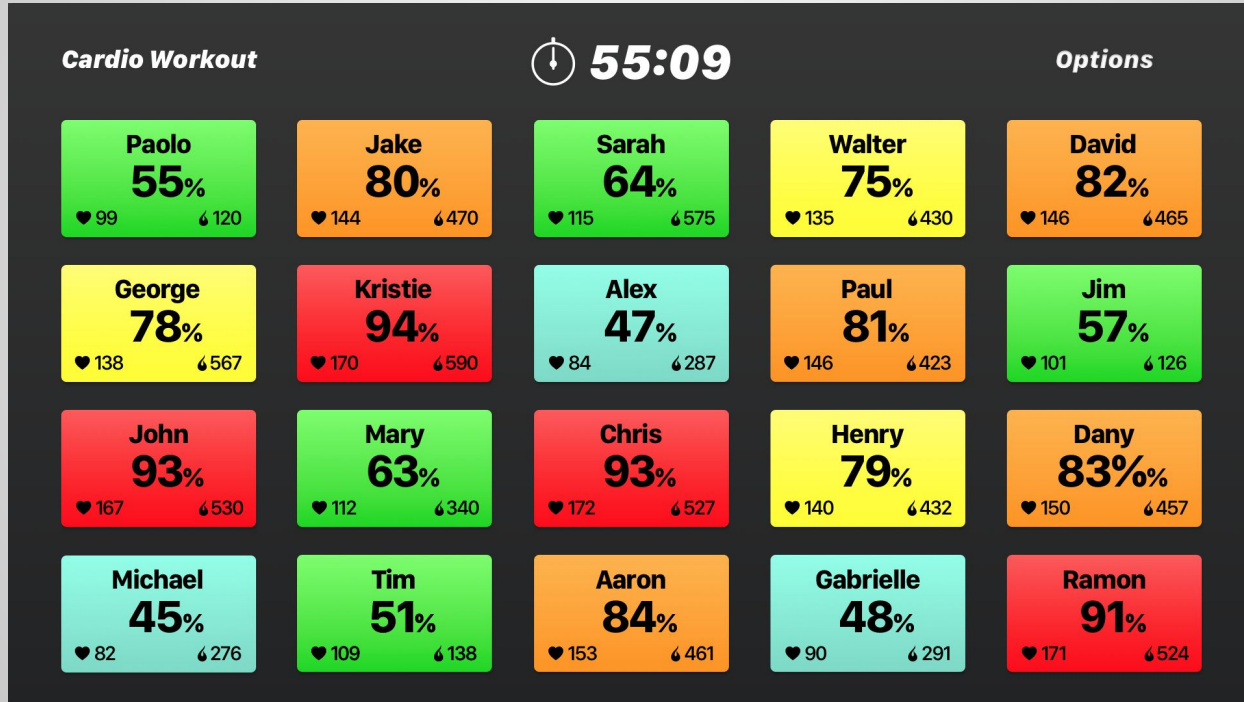 Cardio Workout
55:09
Options
Paolo
55%
99 120
Jake
80%
144 470
Sarah
64%
115 575
Walter
75%
135 430
David
82%
146 465
George
78%
138 567
Kristie
94%
170 590
Alex
47%
84 287
Paul
81%
146 423
Jim
57%
101 126
John
93%
167 530
Mary
63%
112 340
Chris
93%
172 527
Henry
79%
140 432
Dany
83%%
150 457
Michael
45%
82 276
Tim
51%
109 138
Aaron
84%
153 461
Gabrielle
48%
90 291
Ramon
91%
171 524